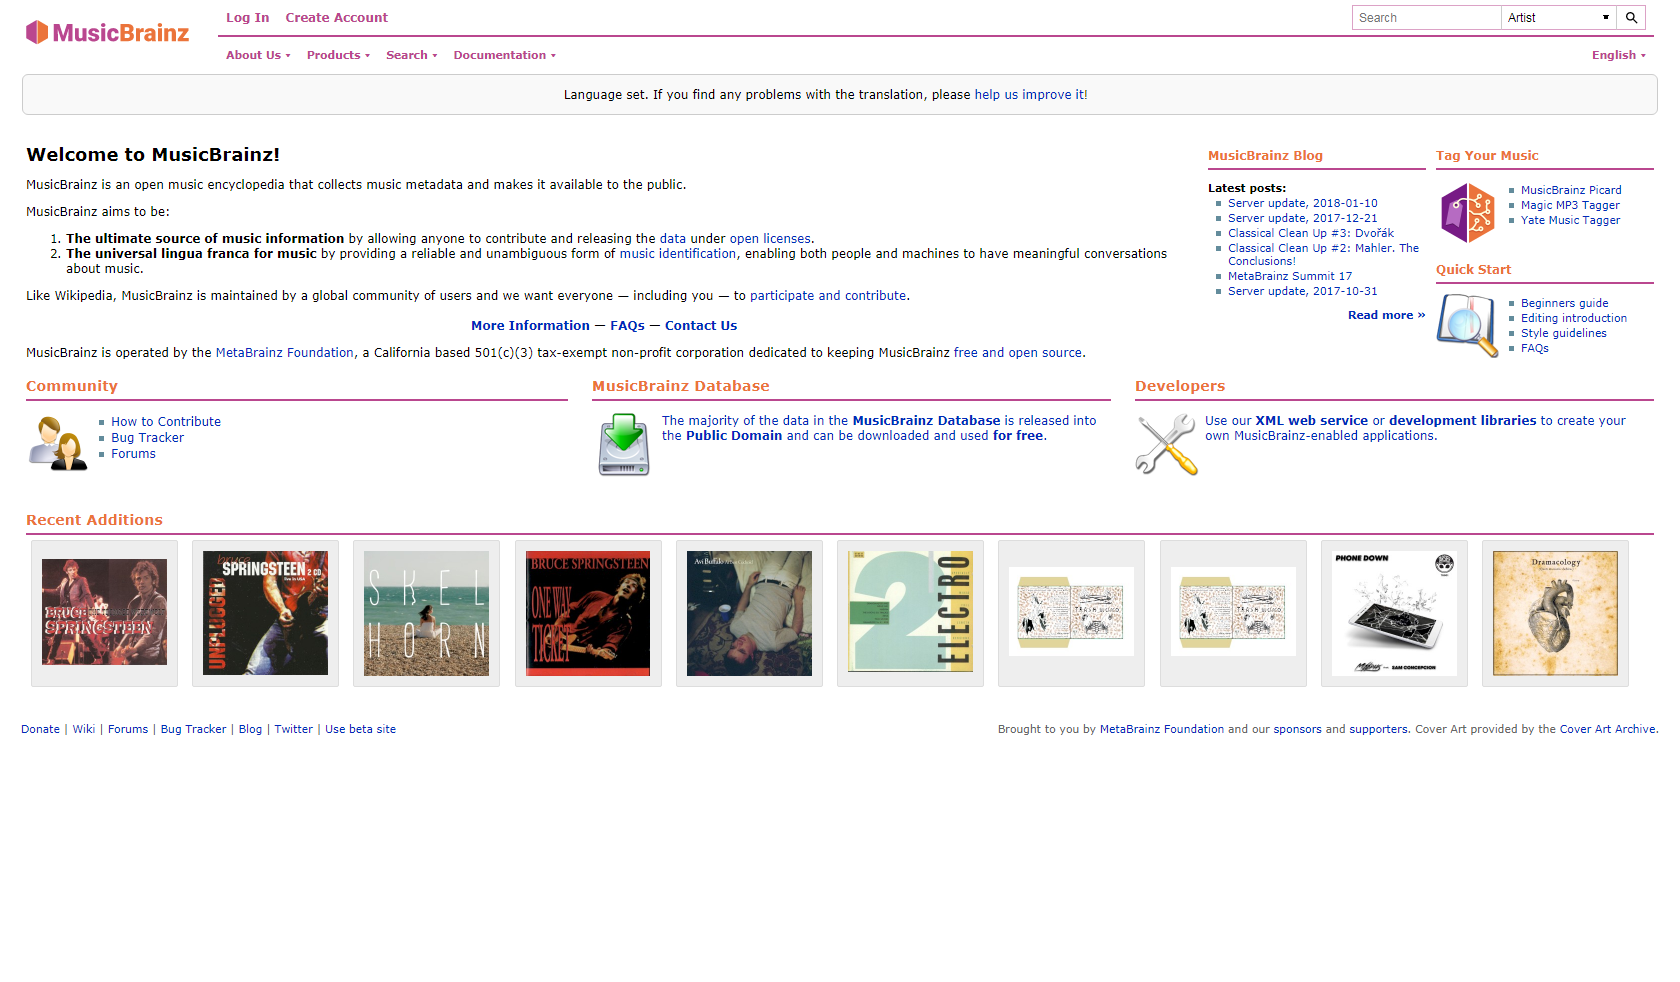 MusicBrainz
Log In Create Account
Search Artist
About Us ▾ Products ▾ Search ▾ Documentation ▾ English ▾
Language set. If you find any problems with the translation, please help us improve it!
Welcome to MusicBrainz!
MusicBrainz is an open music encyclopedia that collects music metadata and makes it available to the public.
MusicBrainz aims to be:
1. The ultimate source of music information by allowing anyone to contribute and releasing the data under open licenses.
2. The universal lingua franca for music by providing a reliable and unambiguous form of music identification, enabling both people and machines to have meaningful conversations
about music.
Like Wikipedia, MusicBrainz is maintained by a global community of users and we want everyone — including you — to participate and contribute.
More Information — FAQs — Contact Us
MusicBrainz is operated by the MetaBrainz Foundation, a California based 501(c)(3) tax-exempt non-profit corporation dedicated to keeping MusicBrainz free and open source.
MusicBrainz Blog
Latest posts:
Server update, 2018-01-10
Server update, 2017-12-21
Classical Clean Up #3: Dvořák
Classical Clean Up #2: Mahler. The
Conclusions!
MetaBrainz Summit 17
Server update, 2017-10-31
Read more »
Tag Your Music
MusicBrainz Picard
Magic MP3 Tagger
Yate Music Tagger
Quick Start
Beginners guide
Editing introduction
Style guidelines
FAQs
Community
How to Contribute
Bug Tracker
Forums
MusicBrainz Database
The majority of the data in the MusicBrainz Database is released into
the Public Domain and can be downloaded and used for free.
Developers
Use our XML web service or development libraries to create your
own MusicBrainz-enabled applications.
Recent Additions
BRUCE
SPRINGSTEEN
bruce
SPRINGSTEEN
2 CD
live in USA
UNPLUGGED
SKEL
HORN
BRUCE SPRINGSTEEN
ONE WAY
TICKET
Avi Buffalo
2
ELECTRO
TRASH
TRASH
PHONE DOWN
SAM CONCEPCION
Dramacology
Donate | Wiki | Forums | Bug Tracker | Blog | Twitter | Use beta site
Brought to you by MetaBrainz Foundation and our sponsors and supporters. Cover Art provided by the Cover Art Archive.